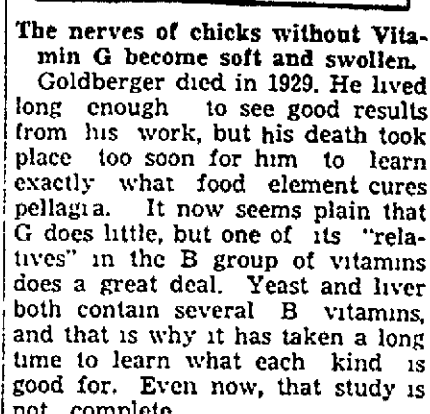 The nerves of chicks without Vita-
min G become soft and swollen.
Goldberger died in 1929. He lived
long enough to see good results
from his work, but his death took
place too soon for him to learn
exactly what food element cures
pellagra. It now seems plain that
G does little, but one of its "rela-
tives" in the B group of vitamins
does a great deal. Yeast and liver
both contain several B vitamins,
and that is why it has taken a long
time to learn what each kind is
good for. Even now, that study is
not complete